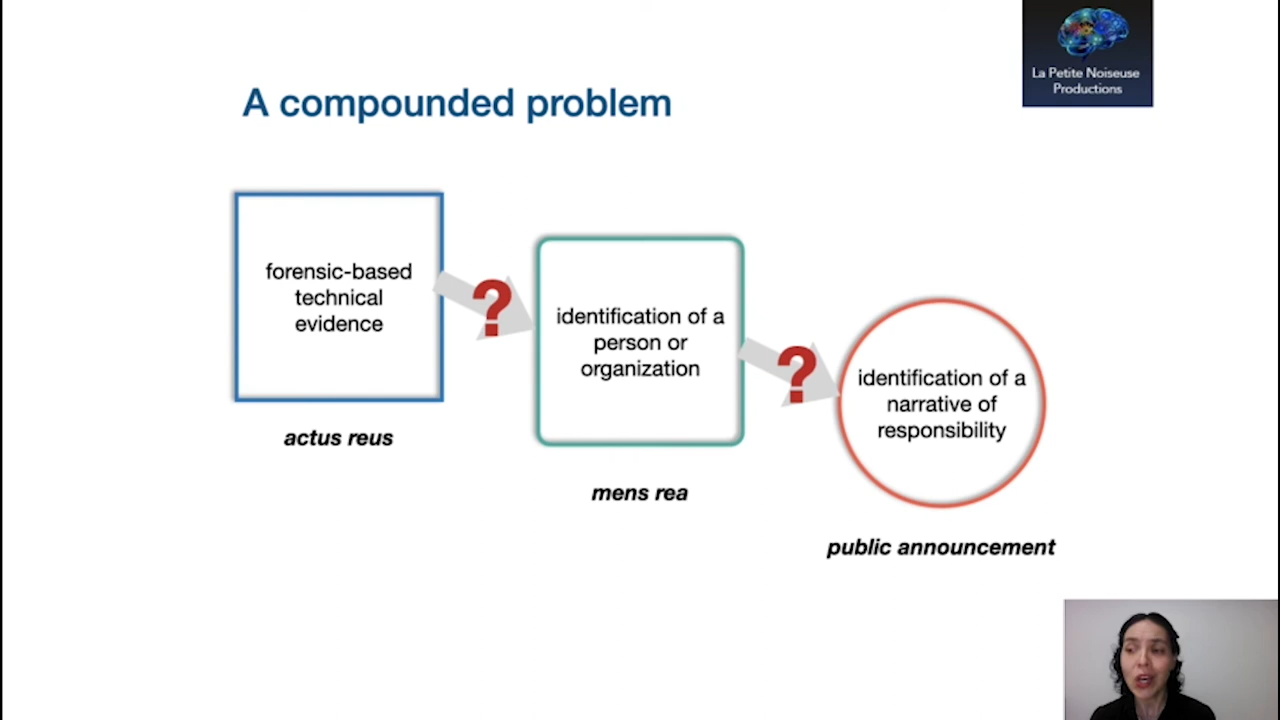 La Petite Noiseuse
Productions
A compounded problem
forensic-based
technical
evidence
actus reus
?
identification of a
person or
organization
mens rea
?
identification of a
narrative of
responsibility
public announcement